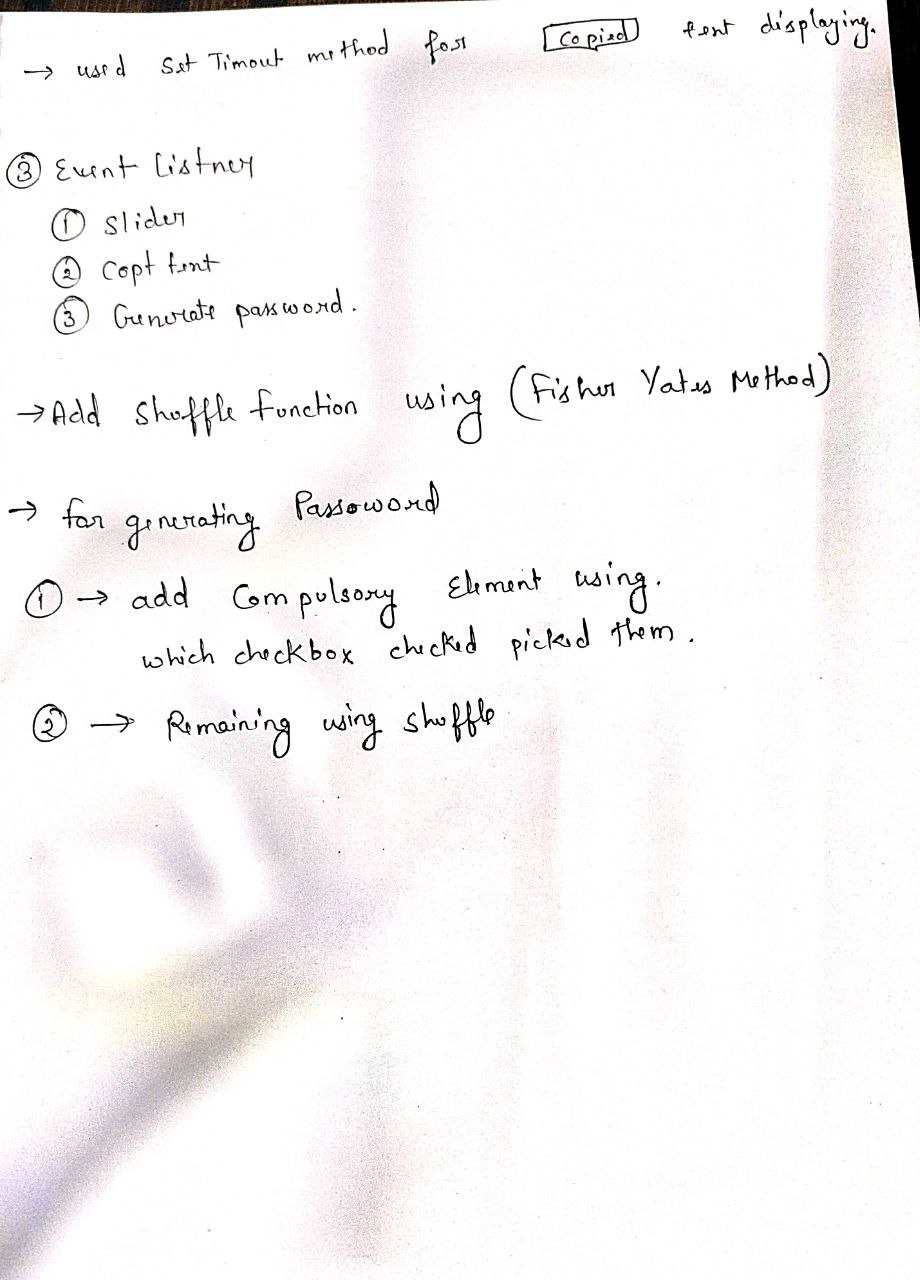 → used Set Timout method for Copied text displaying.
③ Event Listner
① Slider
② Copt text
③ Generate password.
→ Add Shuffle function using (Fisher Yates Method)
→ for generating Passoword
① → add Compulsory Element using.
which checkbox checked picked them.
② → Remaining using shuffle